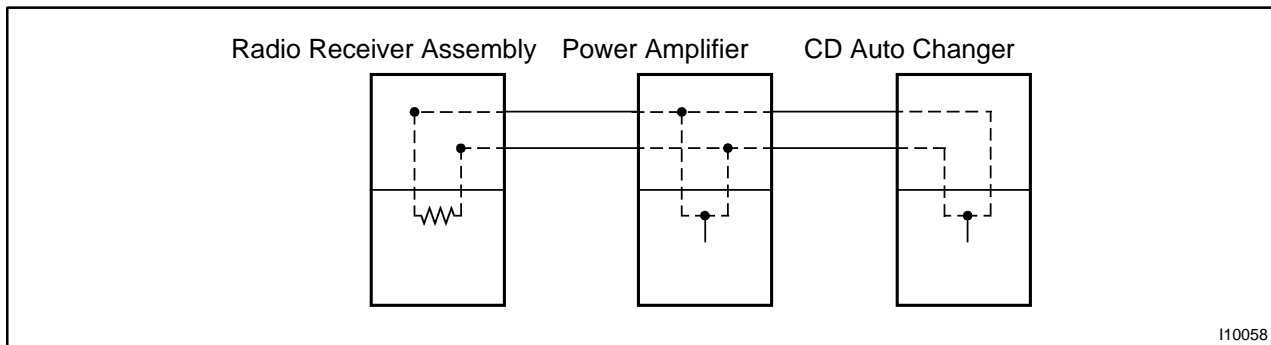 Radio Receiver Assembly Power Amplifier CD Auto Changer
I10058